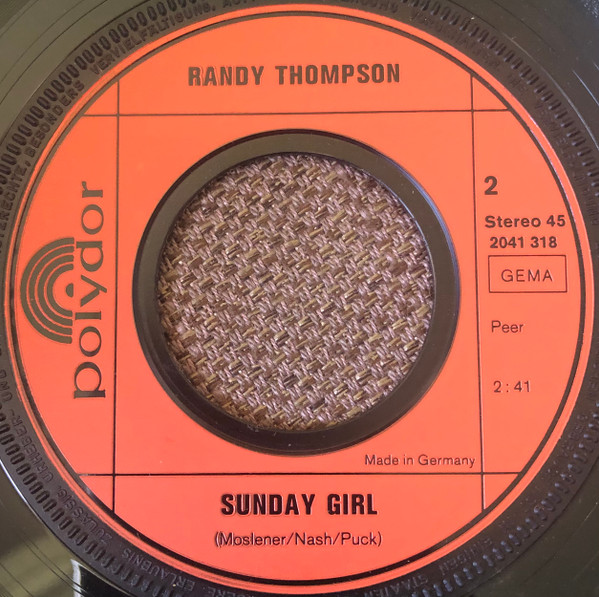 RANDY THOMPSON
polydor
2
Stereo 45
2041 318
GEMA
Peer
2:41
Made in Germany
SUNDAY GIRL
(Moslener/Nash/Puck)